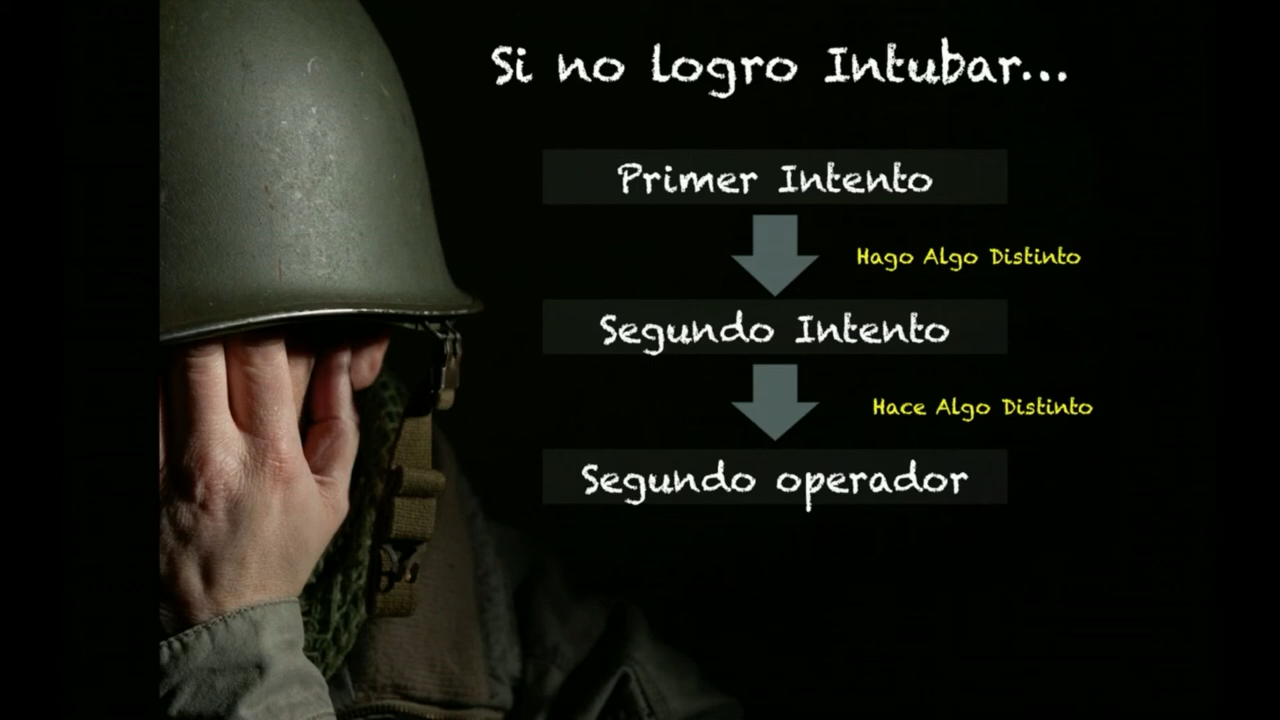 Si no logro Intubar...
Primer Intento
Hago Algo Distinto
Segundo Intento
Hace Algo Distinto
Segundo operador